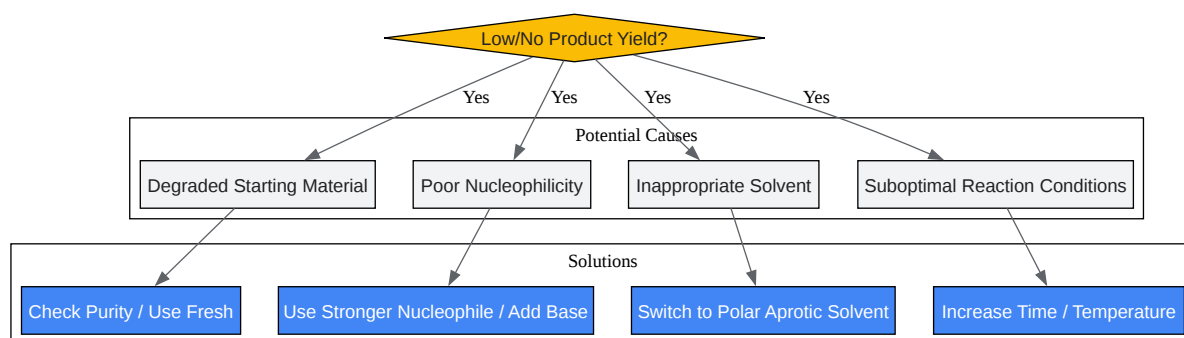 Low/No Product Yield?
Yes Yes Yes Yes
Potential Causes
Degraded Starting Material Poor Nucleophilicity Inappropriate Solvent Suboptimal Reaction Conditions
Solutions
Check Purity / Use Fresh Use Stronger Nucleophile / Add Base Switch to Polar Aprotic Solvent Increase Time / Temperature